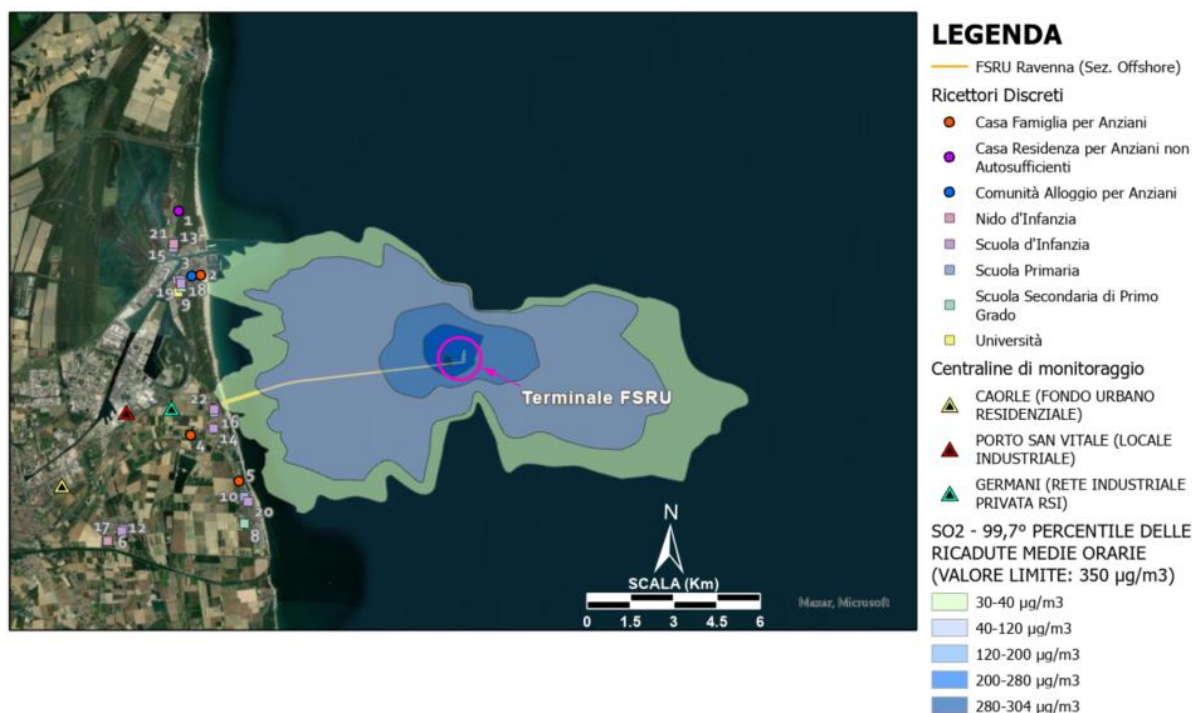 LEGENDA
FSRU Ravenna (Sez. Offshore)
Ricettori Discreti
Casa Famiglia per Anziani
Casa Residenza per Anziani non
Autosufficienti
Comunità Alloggio per Anziani
Nido d'Infanzia
Scuola d'Infanzia
Scuola Primaria
Scuola Secondaria di Primo
Grado
Università
Centraline di monitoraggio
CAORLE (FONDO URBANO
RESIDENZIALE)
PORTO SAN VITALE (LOCALE
INDUSTRIALE)
GERMANI (RETE INDUSTRIALE
PRIVATA RSI)
SO2 - 99,7° PERCENTILE DELLE
RICADUTE MEDIE ORARIE
(VALORE LIMITE: 350 µg/m3)
30-40 µg/m3
40-120 µg/m3
120-200 µg/m3
200-280 µg/m3
280-304 µg/m3
1
21 13
15
3
7 2
19 18
9
Terminale FSRU
22
16
14
4
5
10
20
8
17 12
6
N
SCALA (Km)
0 1.5 3 4.5 6
Maxar, Microsoft